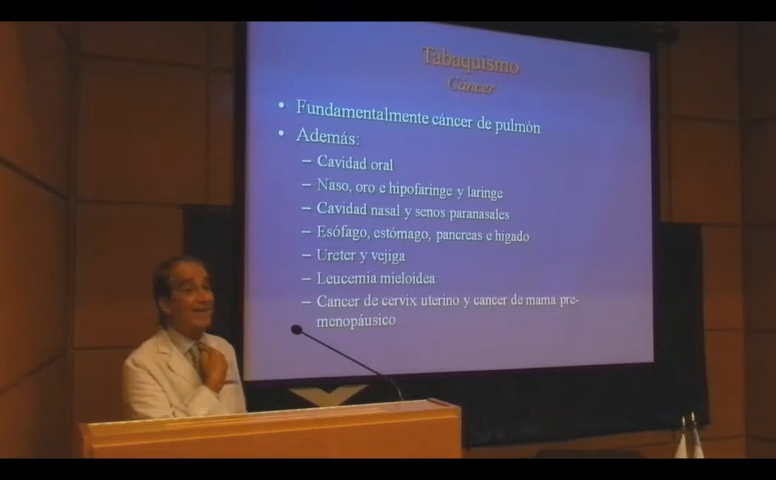 Tabaquismo
Cáncer
• Fundamentalmente cáncer de pulmón
• Además:
– Cavidad oral
– Naso, oro e hipofaringe y laringe
– Cavidad nasal y senos paranasales
– Esófago, estómago, pancreas e higado
– Ureter y vejiga
– Leucemia mieloidea
– Cancer de cervix uterino y cancer de mama pre-
menopáusico